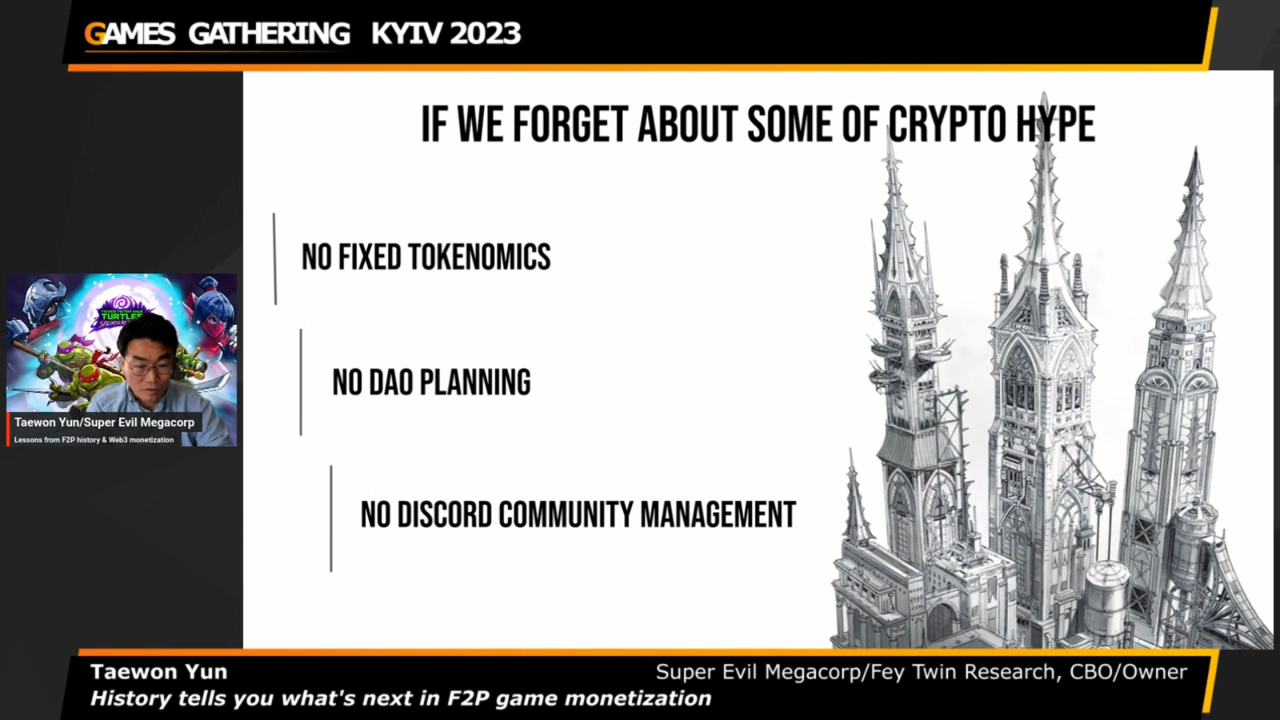 GAMES GATHERING KYIV 2023
IF WE FORGET ABOUT SOME OF CRYPTO HYPE
NO FIXED TOKENOMICS
NO DAO PLANNING
NO DISCORD COMMUNITY MANAGEMENT
TURTLES
Taewon Yun/Super Evil Megacorp
Lessons from F2P history & Web3 monetization
Taewon Yun
Super Evil Megacorp/Fey Twin Research, CBO/Owner
History tells you what's next in F2P game monetization